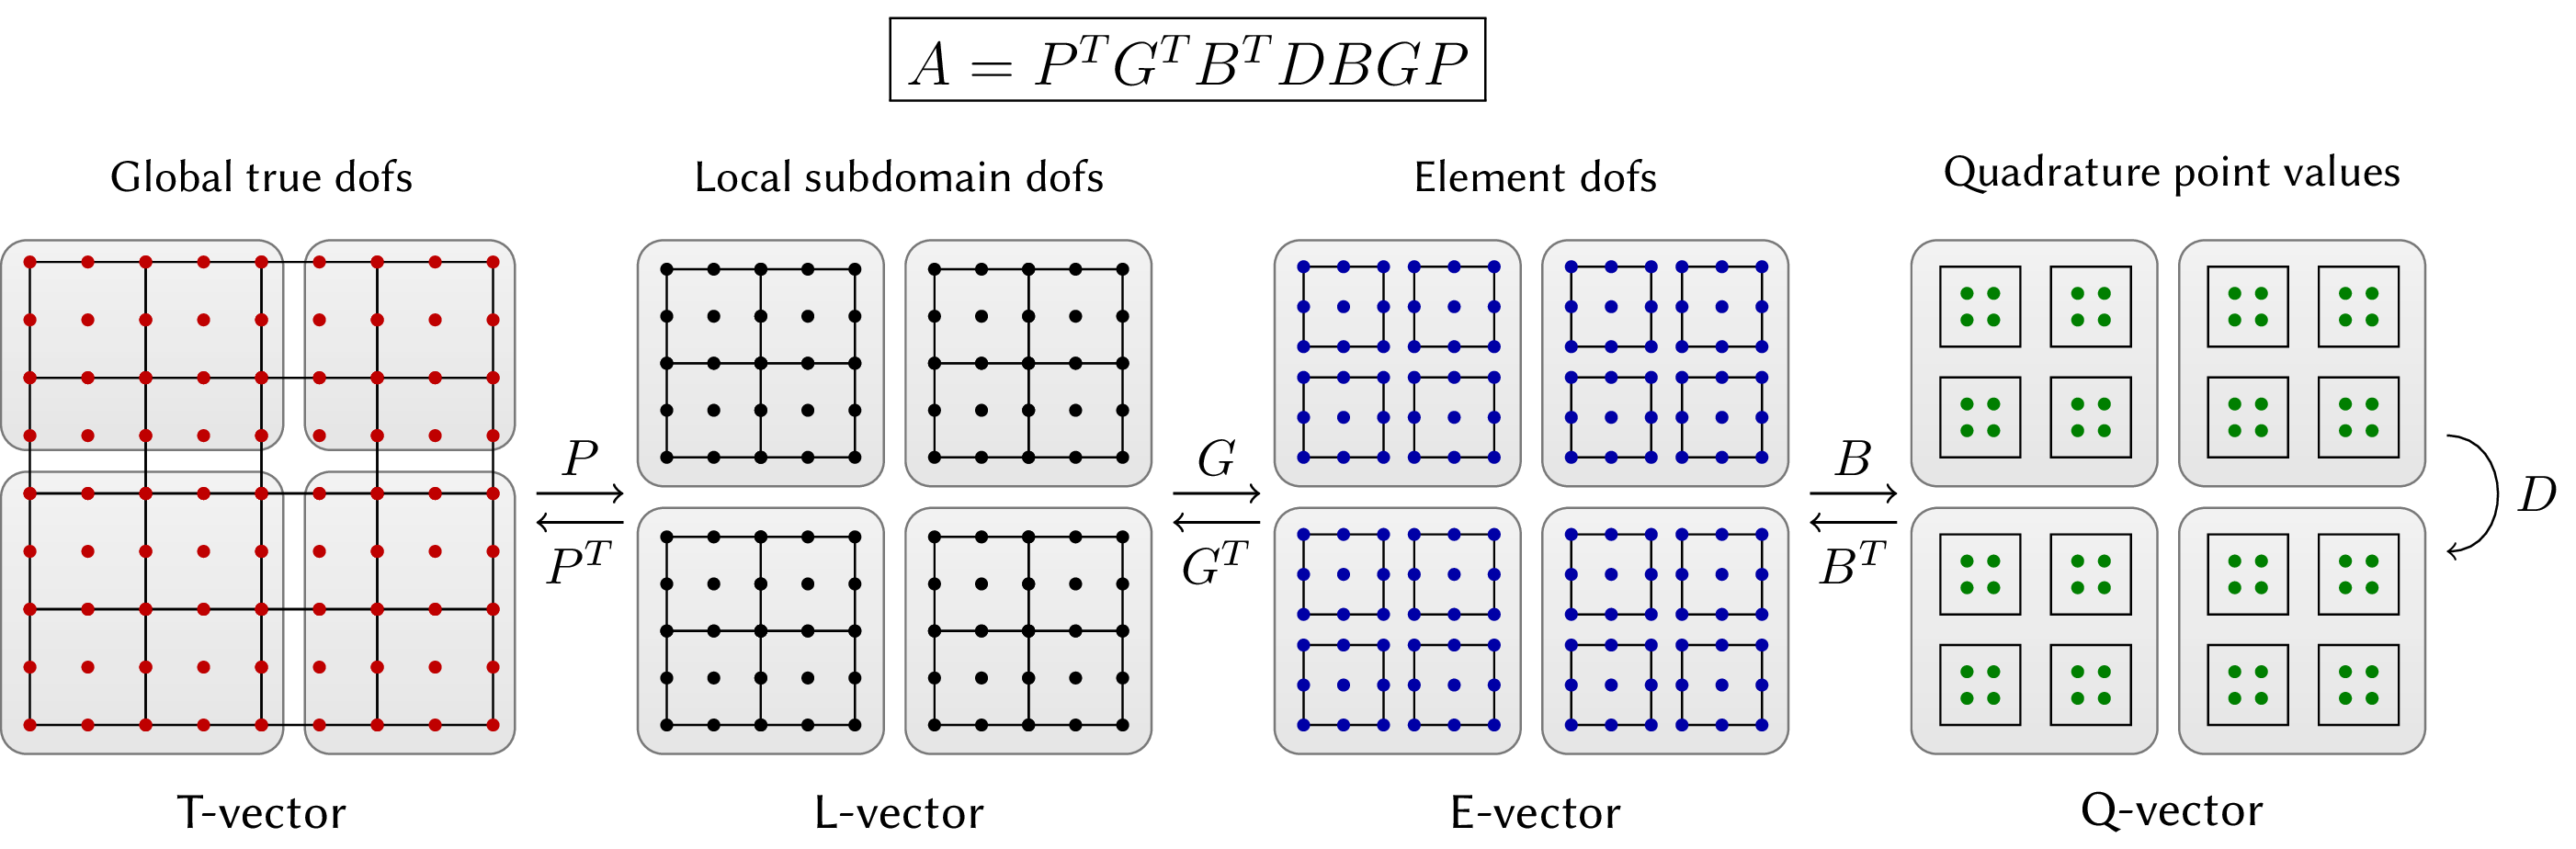 A = P^T G^T B^T D B G P
Global true dofs
Local subdomain dofs
Element dofs
Quadrature point values
P
P^T
G
G^T
B
B^T
D
T-vector
L-vector
E-vector
Q-vector